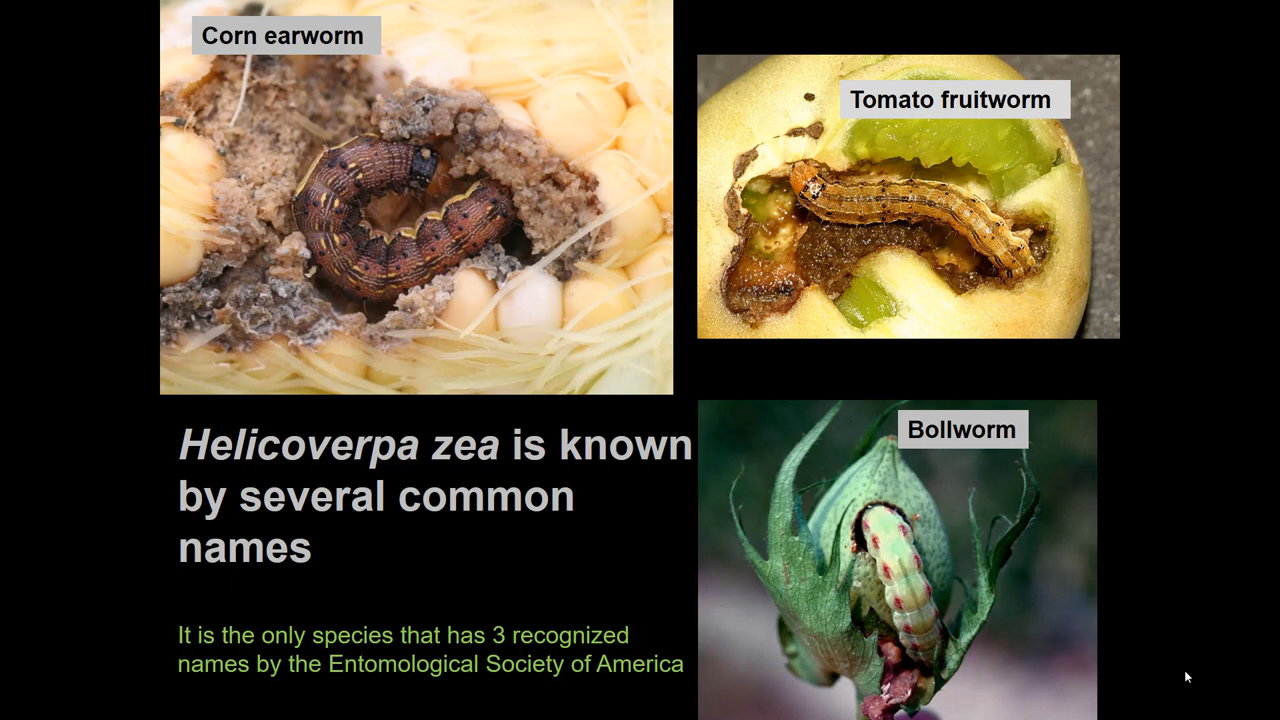 Corn earworm
Tomato fruitworm
Bollworm
Helicoverpa zea is known
by several common
names
It is the only species that has 3 recognized
names by the Entomological Society of America